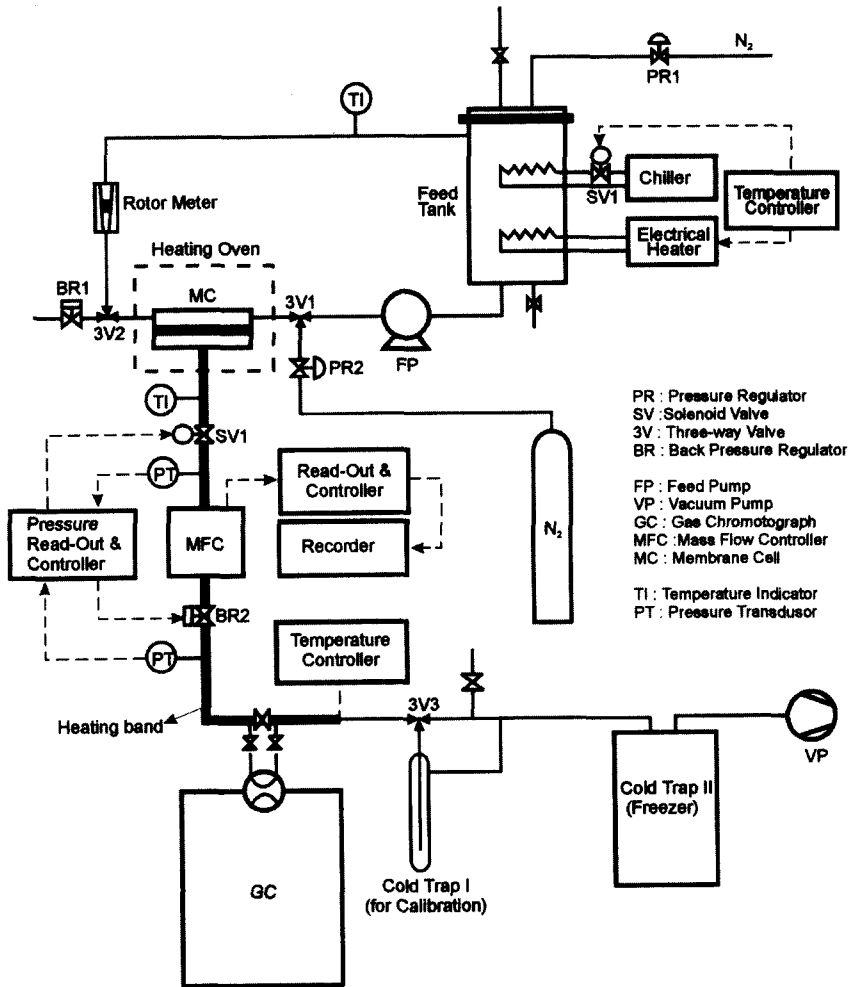 N2
PR1
TI
Feed
Tank
SV1
Chiller
Temperature
Controller
Electrical
Heater
Rotor Meter
Heating Oven
BR1
MC
3V1
3V2
FP
PR2
TI
SV1
PT
Read-Out &
Controller
Pressure
Read-Out &
Controller
MFC
Recorder
N2
BR2
PT
Temperature
Controller
Heating band
3V3
VP
Cold Trap II
(Freezer)
GC
Cold Trap I
(for Calibration)
PR : Pressure Regulator
SV :Solenoid Valve
3V : Three-way Valve
BR : Back Pressure Regulator
FP : Feed Pump
VP : Vacuum Pump
GC : Gas Chromotograph
MFC :Mass Flow Controller
MC : Membrane Cell
TI : Temperature Indicator
PT : Pressure Transdusor